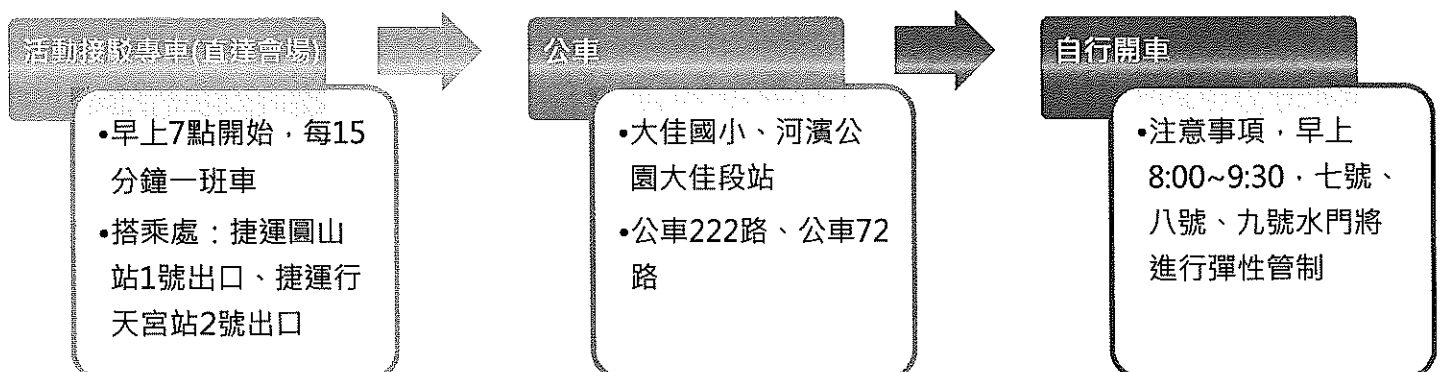 活動接駁專車(直達會場)
•早上7點開始，每15
分鐘一班車
•搭乘處：捷運圓山
站1號出口、捷運行
天宮站2號出口
公車
•大佳國小、河濱公
園大佳段站
•公車222路、公車72
路
自行開車
•注意事項，早上
8:00~9:30，七號、
八號、九號水門將
進行彈性管制